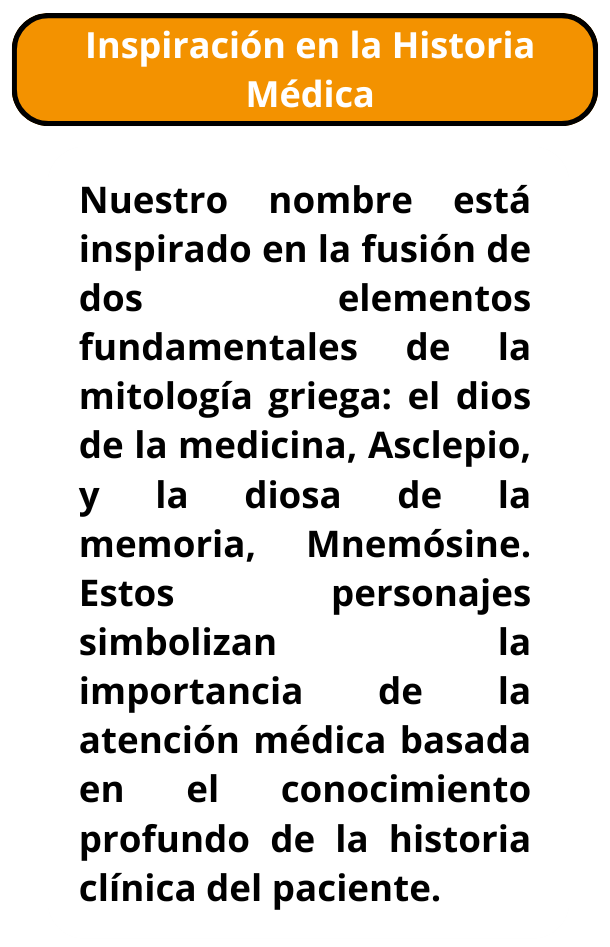 Inspiración en la Historia
Médica
Nuestro nombre está
inspirado en la fusión de
dos elementos
fundamentales de la
mitología griega: el dios
de la medicina, Asclepio,
y la diosa de la
memoria, Mnemósine.
Estos personajes
simbolizan la
importancia de la
atención médica basada
en el conocimiento
profundo de la historia
clínica del paciente.